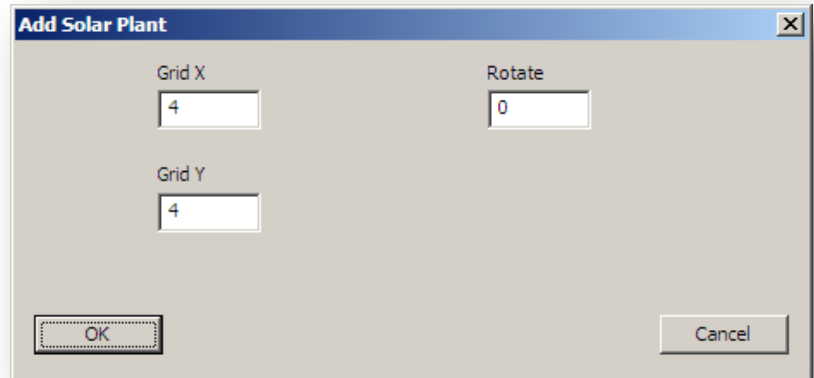 Add Solar Plant
Grid X
Rotate
4
0
Grid Y
4
OK
Cancel